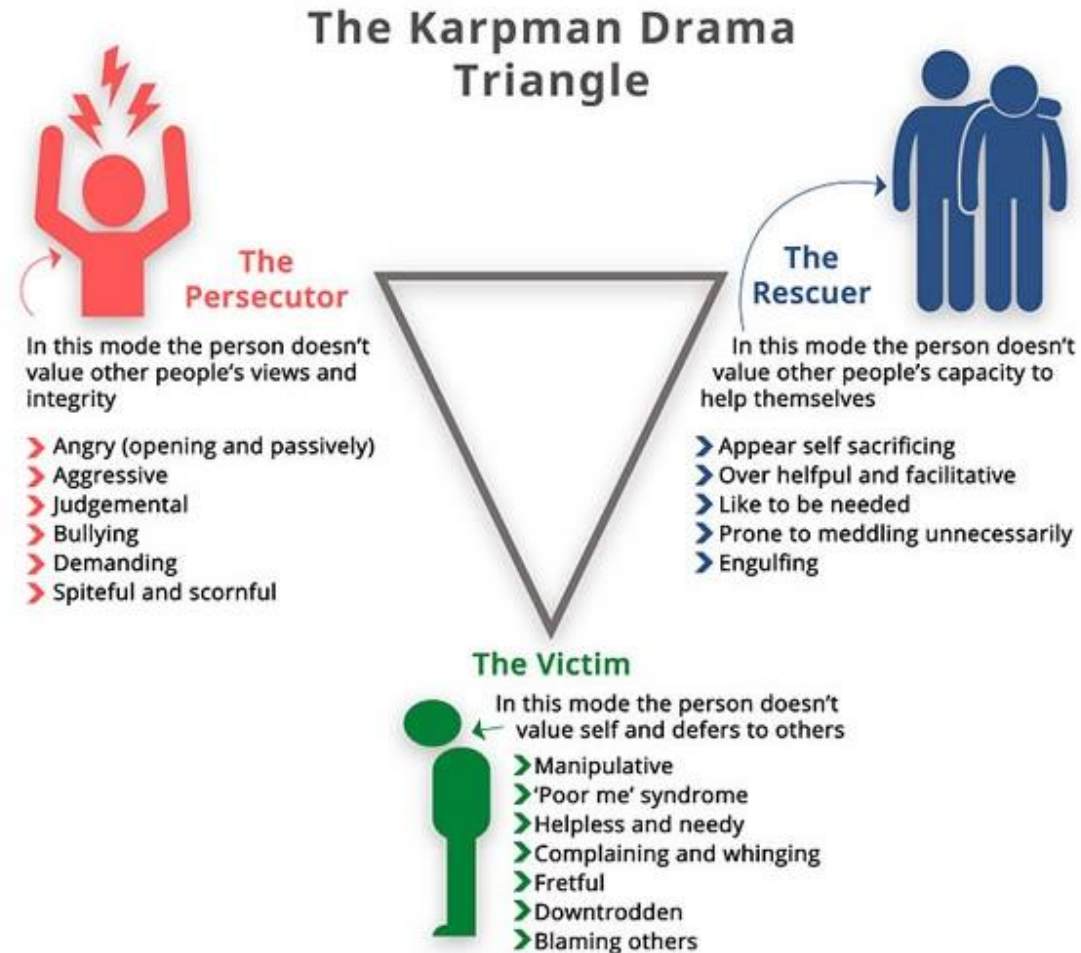 The Karpman Drama
Triangle
The
Persecutor
In this mode the person doesn't
value other people's views and
integrity
Angry (opening and passively)
Aggressive
Judgemental
Bullying
Demanding
Spiteful and scornful
The
Rescuer
In this mode the person doesn't
value other people's capacity to
help themselves
Appear self sacrificing
Over helfpul and facilitative
Like to be needed
Prone to meddling unnecessarily
Engulfing
The Victim
In this mode the person doesn't
value self and defers to others
Manipulative
'Poor me' syndrome
Helpless and needy
Complaining and whinging
Fretful
Downtrodden
Blaming others